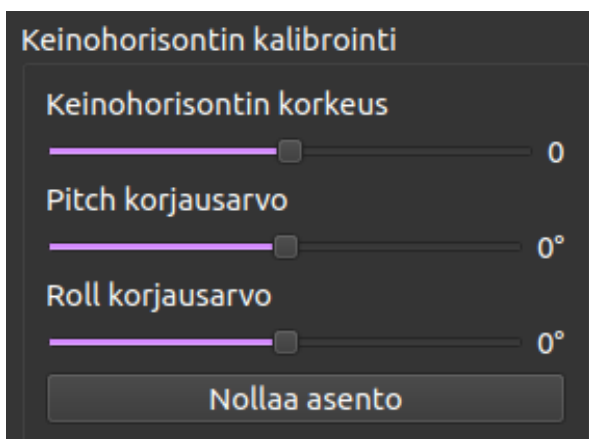 Keinohorisontin kalibrointi
Keinohorisontin korkeus
0
Pitch korjausarvo
0°
Roll korjausarvo
0°
Nollaa asento